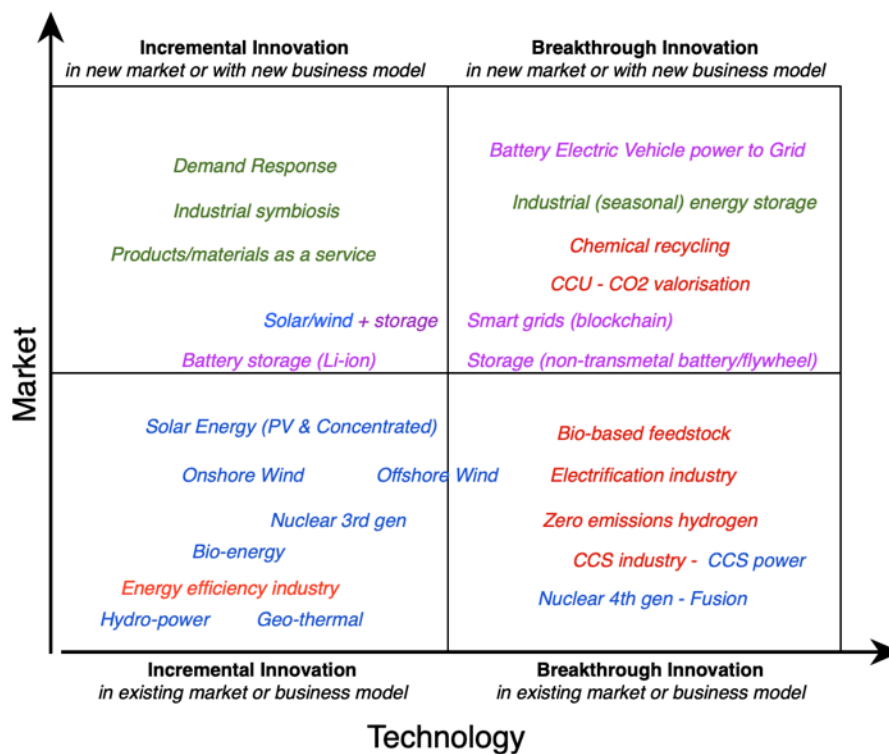 Incremental Innovation
in new market or with new business model
Breakthrough Innovation
in new market or with new business model
Demand Response
Industrial symbiosis
Products/materials as a service
Solar/wind + storage
Battery storage (Li-ion)
Battery Electric Vehicle power to Grid
Industrial (seasonal) energy storage
Chemical recycling
CCU - CO2 valorisation
Smart grids (blockchain)
Storage (non-transmetal battery/flywheel)
Market
Solar Energy (PV & Concentrated)
Onshore Wind
Offshore Wind
Nuclear 3rd gen
Bio-energy
Energy efficiency industry
Hydro-power
Geo-thermal
Bio-based feedstock
Electrification industry
Zero emissions hydrogen
CCS industry - CCS power
Nuclear 4th gen - Fusion
Incremental Innovation
in existing market or business model
Breakthrough Innovation
in existing market or business model
Technology